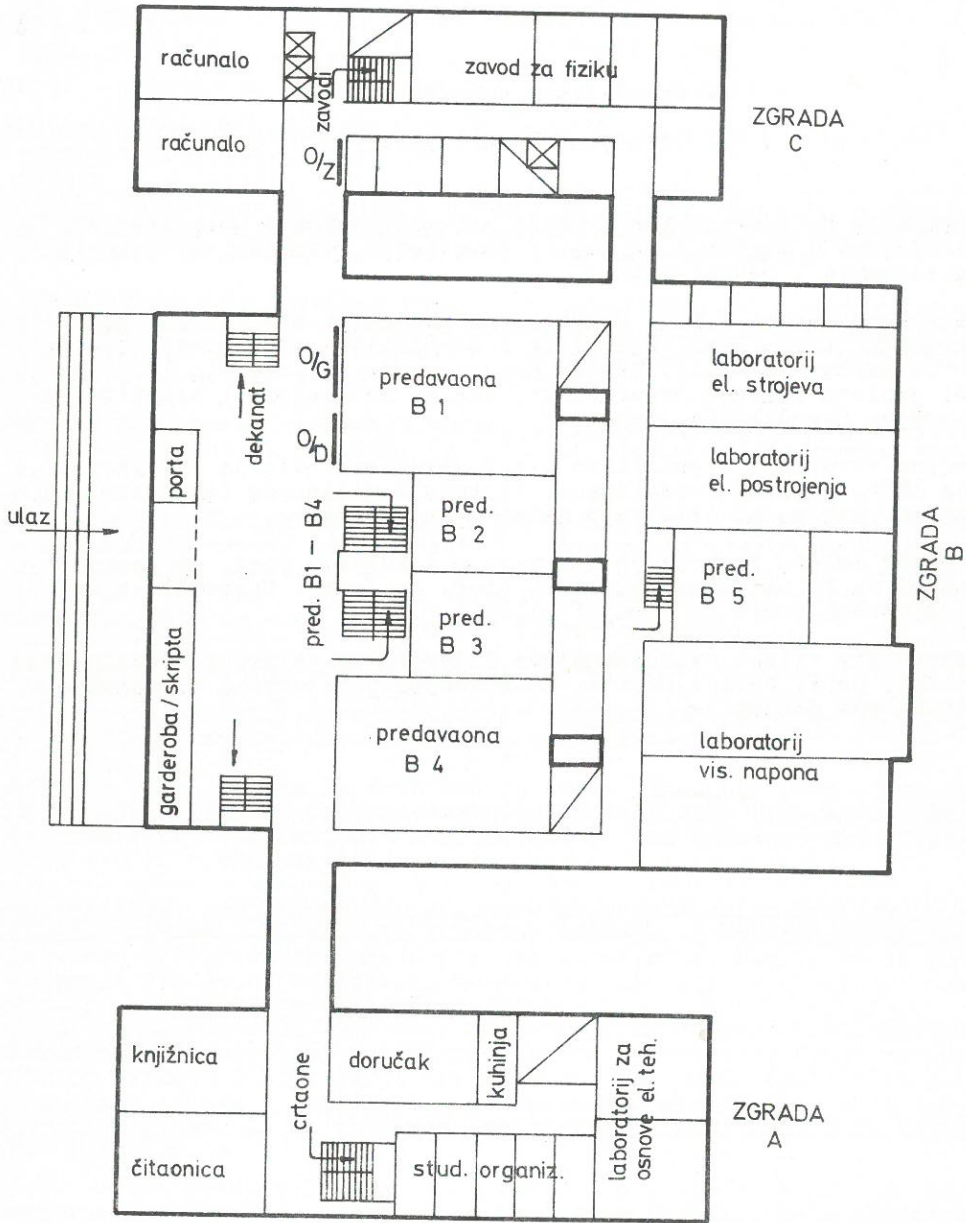 računalo
zavodi
zavod za fiziku
ZGRADA
C
računalo
O/Z
O/G
predavaona
B 1
laboratorij
el. strojeva
dekanat
O/D
porta
laboratorij
el. postrojenja
ulaz
pred. B1 - B4
pred.
B 2
ZGRADA
B
pred.
B 5
pred.
B 3
garderoba / skripta
predavaona
B 4
laboratorij
vis. napona
knjižnica
doručak
kuhinja
laboratorij za
osnove el. teh.
crtaone
ZGRADA
A
čitaonica
stud. organiz.